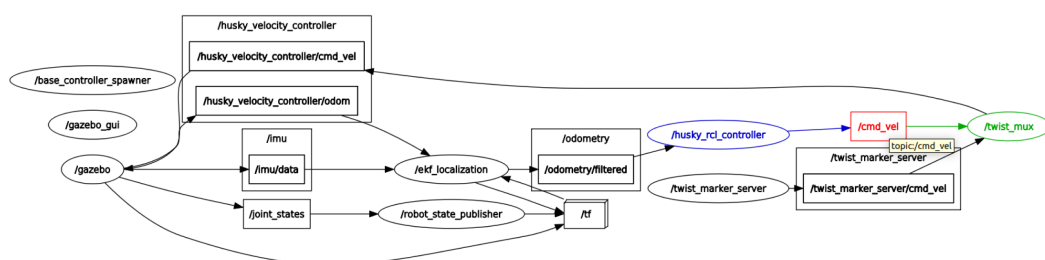 /husky_velocity_controller
/husky_velocity_controller/cmd_vel
/base_controller_spawner
/husky_velocity_controller/odom
/gazebo_gui
/imu
/odometry
/husky_rcl_controller
/cmd_vel
/twist_mux
topic/cmd_vel
/twist_marker_server
/gazebo
/imu/data
/ekf_localization
/odometry/filtered
/twist_marker_server
/twist_marker_server/cmd_vel
/joint_states
/robot_state_publisher
/tf